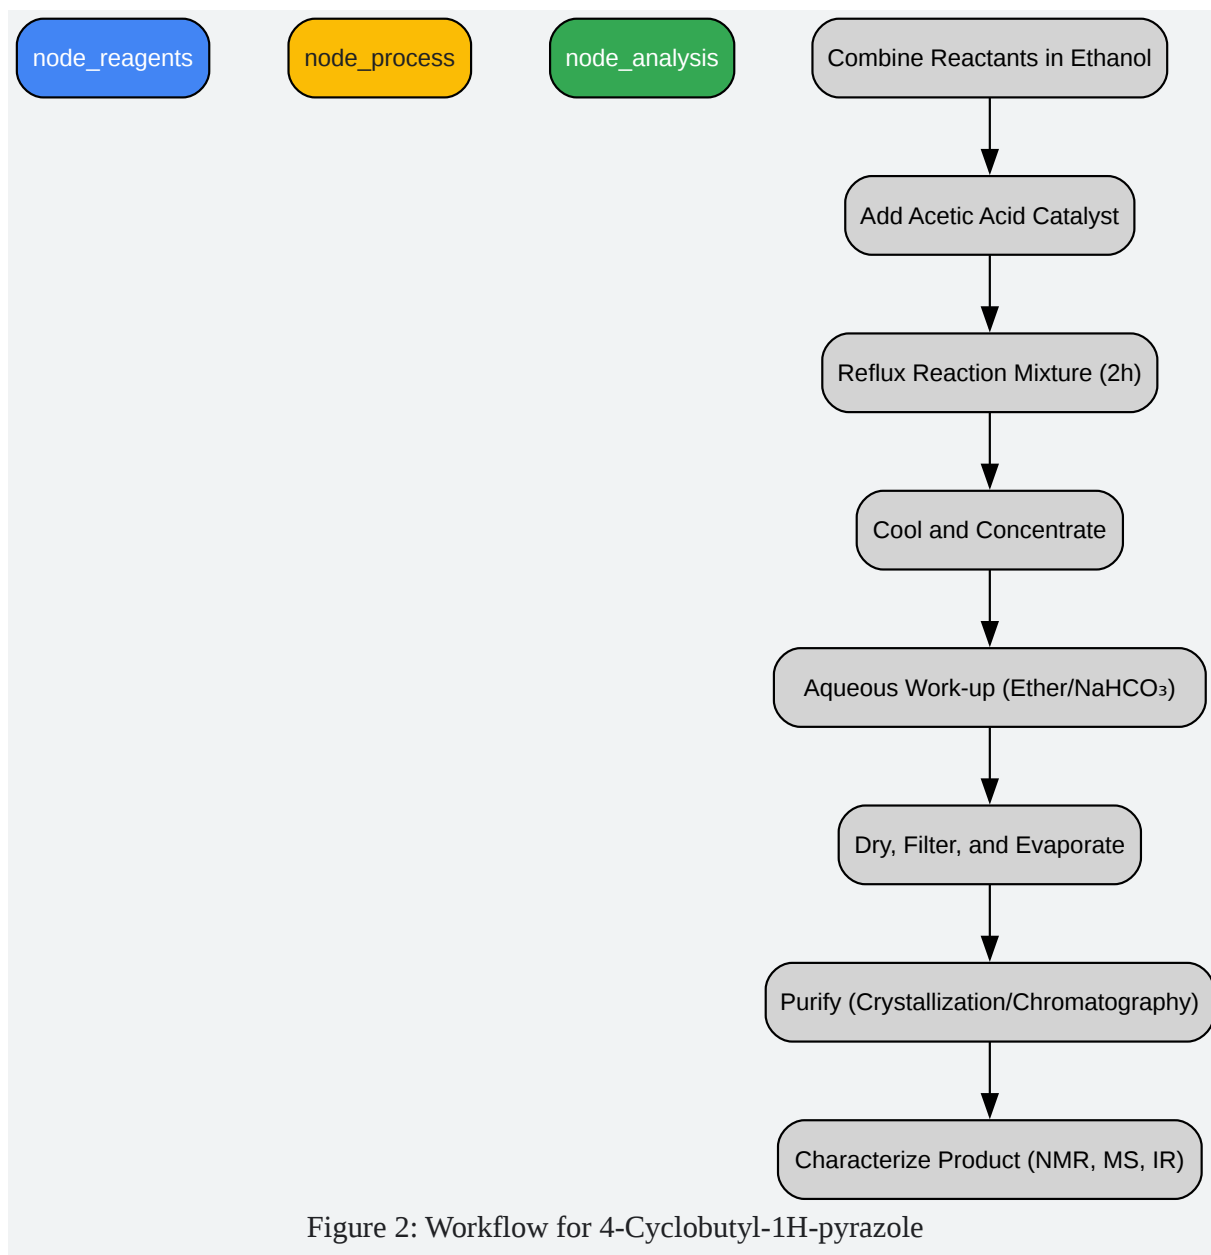 node_reagents
node_process
node_analysis
Combine Reactants in Ethanol
Add Acetic Acid Catalyst
Reflux Reaction Mixture (2h)
Cool and Concentrate
Aqueous Work-up (Ether/NaHCO₃)
Dry, Filter, and Evaporate
Purify (Crystallization/Chromatography)
Characterize Product (NMR, MS, IR)
Figure 2: Workflow for 4-Cyclobutyl-1H-pyrazole